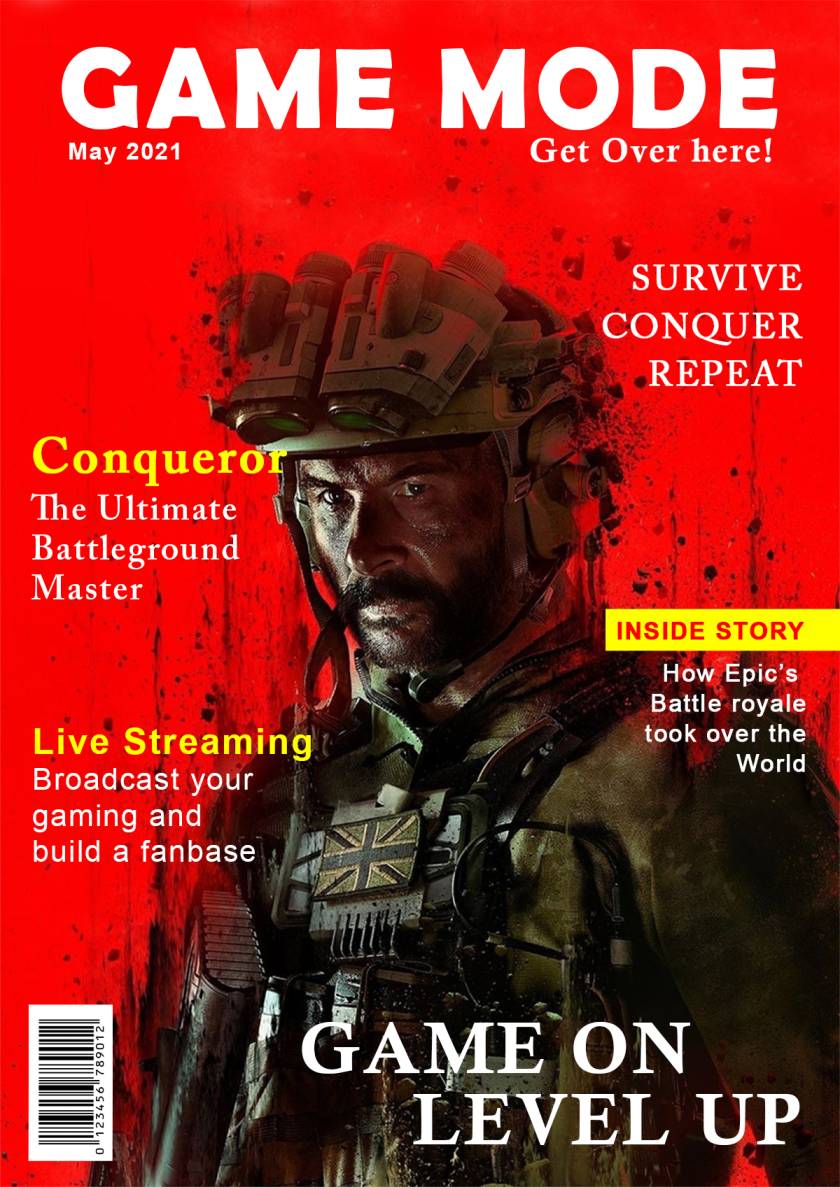 GAME MODE
May 2021
Get Over here!
SURVIVE
CONQUER
REPEAT
Conqueror
The Ultimate
Battleground
Master
INSIDE STORY
How Epic’s
Battle royale
took over the
World
Live Streaming
Broadcast your
gaming and
build a fanbase
GAME ON
LEVEL UP
0 123456 789012